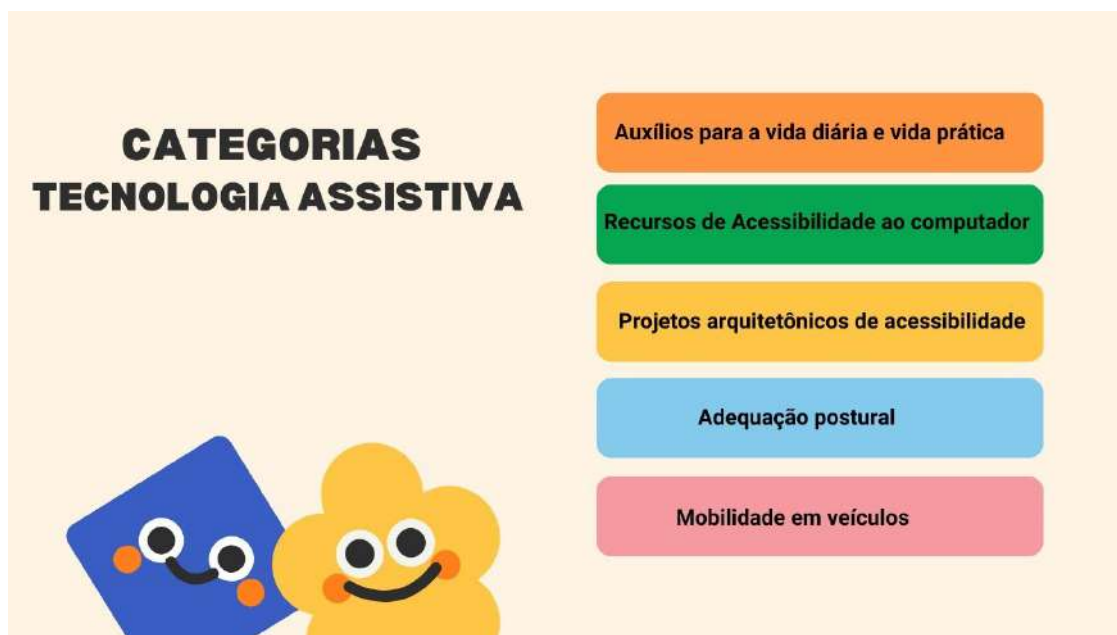 CATEGORIAS
TECNOLOGIA ASSISTIVA
Auxílios para a vida diária e vida prática
Recursos de Acessibilidade ao computador
Projetos arquitetônicos de acessibilidade
Adequação postural
Mobilidade em veículos